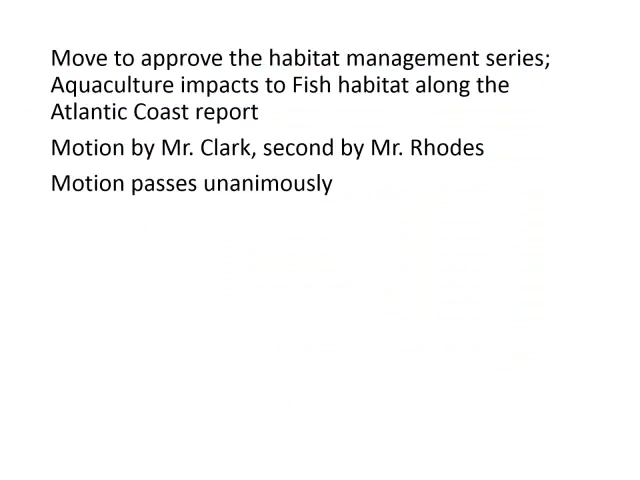 Move to approve the habitat management series;
Aquaculture impacts to Fish habitat along the
Atlantic Coast report
Motion by Mr. Clark, second by Mr. Rhodes
Motion passes unanimously